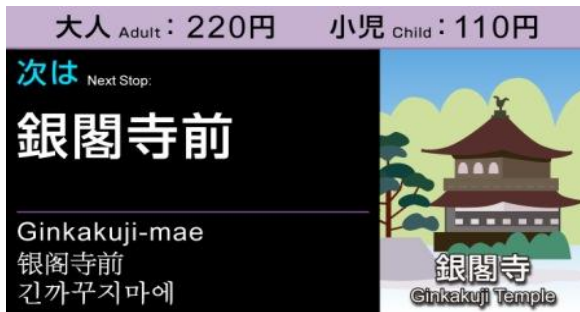 大人 Adult : 220円 小児 Child : 110円
次は Next Stop:
銀閣寺前
Ginkakuji-mae
银阁寺前
긴까꾸지마에
銀閣寺
Ginkakuji Temple